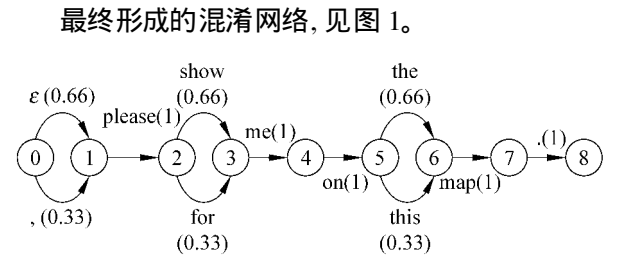 最终形成的混淆网络, 见图 1。
show
the
ε (0.66)
(0.66)
(0.66)
please(1)
me(1)
.(1)
0 1 2 3 4 5 6 7 8
on(1)
map(1)
, (0.33)
for
this
(0.33)
(0.33)